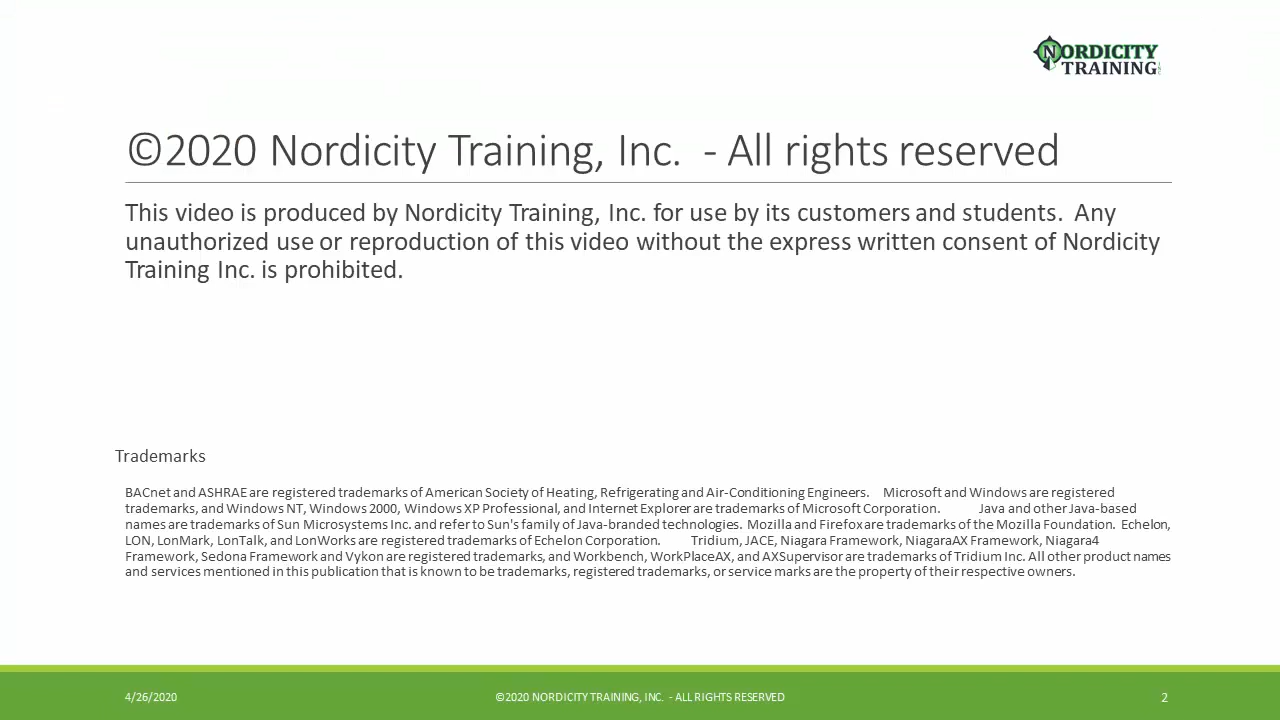 NORDICITY
TRAINING
©2020 Nordicity Training, Inc. - All rights reserved
This video is produced by Nordicity Training, Inc. for use by its customers and students. Any
unauthorized use or reproduction of this video without the express written consent of Nordicity
Training Inc. is prohibited.
Trademarks
BACnet and ASHRAE are registered trademarks of American Society of Heating, Refrigerating and Air-Conditioning Engineers. Microsoft and Windows are registered
trademarks, and Windows NT, Windows 2000, Windows XP Professional, and Internet Explorer are trademarks of Microsoft Corporation. Java and other Java-based
names are trademarks of Sun Microsystems Inc. and refer to Sun's family of Java-branded technologies. Mozilla and Firefox are trademarks of the Mozilla Foundation. Echelon,
LON, LonMark, LonTalk, and LonWorks are registered trademarks of Echelon Corporation. Tridium, JACE, Niagara Framework, NiagaraAX Framework, Niagara4
Framework, Sedona Framework and Vykon are registered trademarks, and Workbench, WorkPlaceAX, and AXSupervisor are trademarks of Tridium Inc. All other product names
and services mentioned in this publication that is known to be trademarks, registered trademarks, or service marks are the property of their respective owners.
4/26/2020
©2020 NORDICITY TRAINING, INC. - ALL RIGHTS RESERVED
2